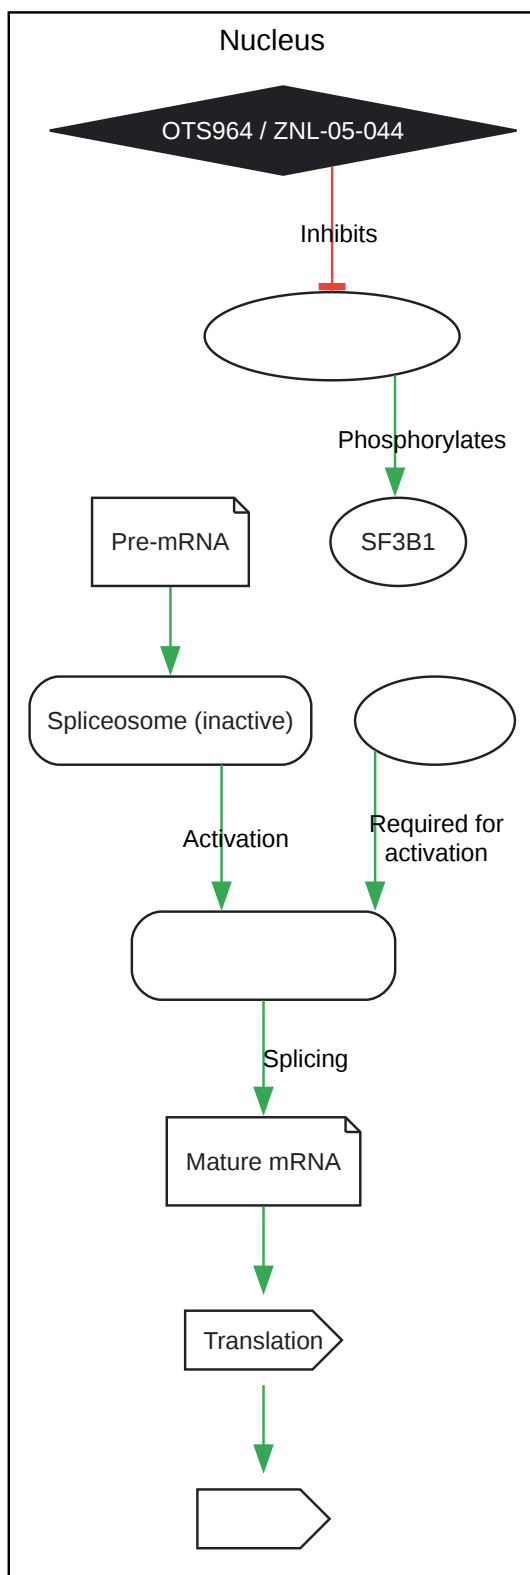 Nucleus
OTS964 / ZNL-05-044
Inhibits
Phosphorylates
Pre-mRNA
SF3B1
Spliceosome (inactive)
Activation
Required for
activation
Splicing
Mature mRNA
Translation